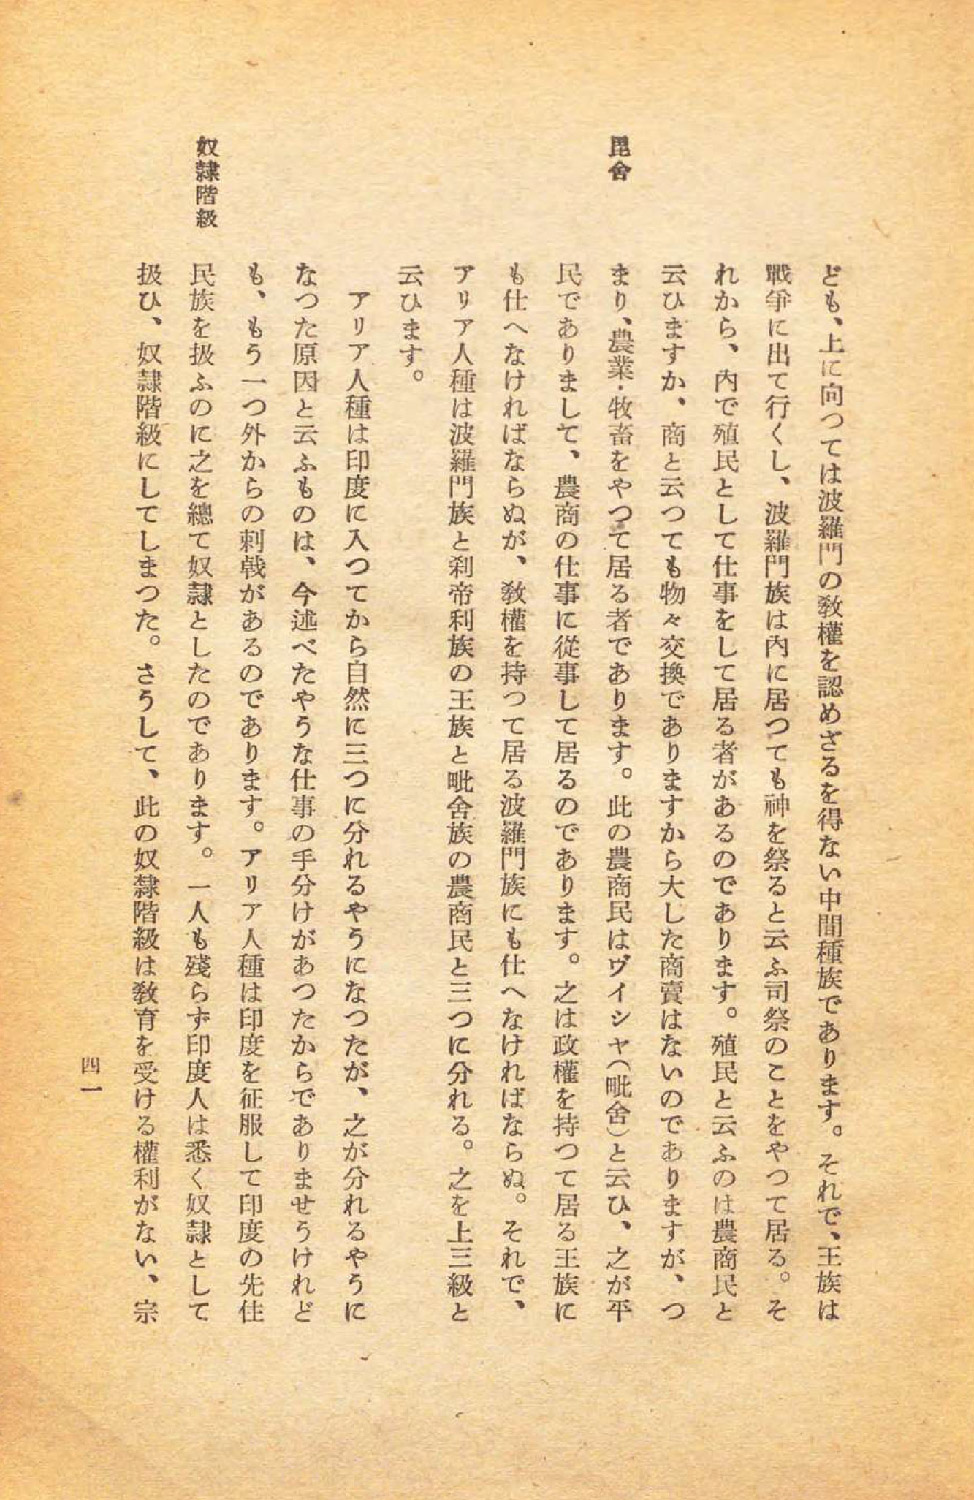 ども、上に向つては波羅門の敎權を認めざるを得ない中間種族であります。それで、王族は
戰爭に出て行くし、波羅門族は內に居つても神を祭ると云ふ司祭のことをやつて居る。そ
れから、內で殖民として仕事をして居る者があるのであります。殖民と云ふのは農商民と
云ひますか、商と云つても物々交換でありますから大した商賣はないのでありますが、つ
毘舍
まり、農業・牧畜をやつて居る者であります。此の農商民はヴイシヤ(毗舍)と云ひ、之が平
民でありまして、農商の仕事に從事して居るのであります。之は政權を持つて居る王族に
も仕へなければならぬが、敎權を持つて居る波羅門族にも仕へなければならぬ。それで、
アリア人種は波羅門族と刹帝利族の王族と毗舍族の農商民と三つに分れる。之を上三級と
云ひます。
アリア人種は印度に入つてから自然に三つに分れるやうになつたが、之が分れるやうに
なつた原因と云ふものは、今述べたやうな仕事の手分けがあつたからでありませうけれど
も、もう一つ外からの刺戟があるのであります。アリア人種は印度を征服して印度の先住
奴隷階級
民族を扱ふのに之を總て奴隷としたのであります。一人も殘らず印度人は悉く奴隷として
扱ひ、奴隷階級にしてしまつた。さうして、此の奴隷階級は敎育を受ける權利がない、宗
四一